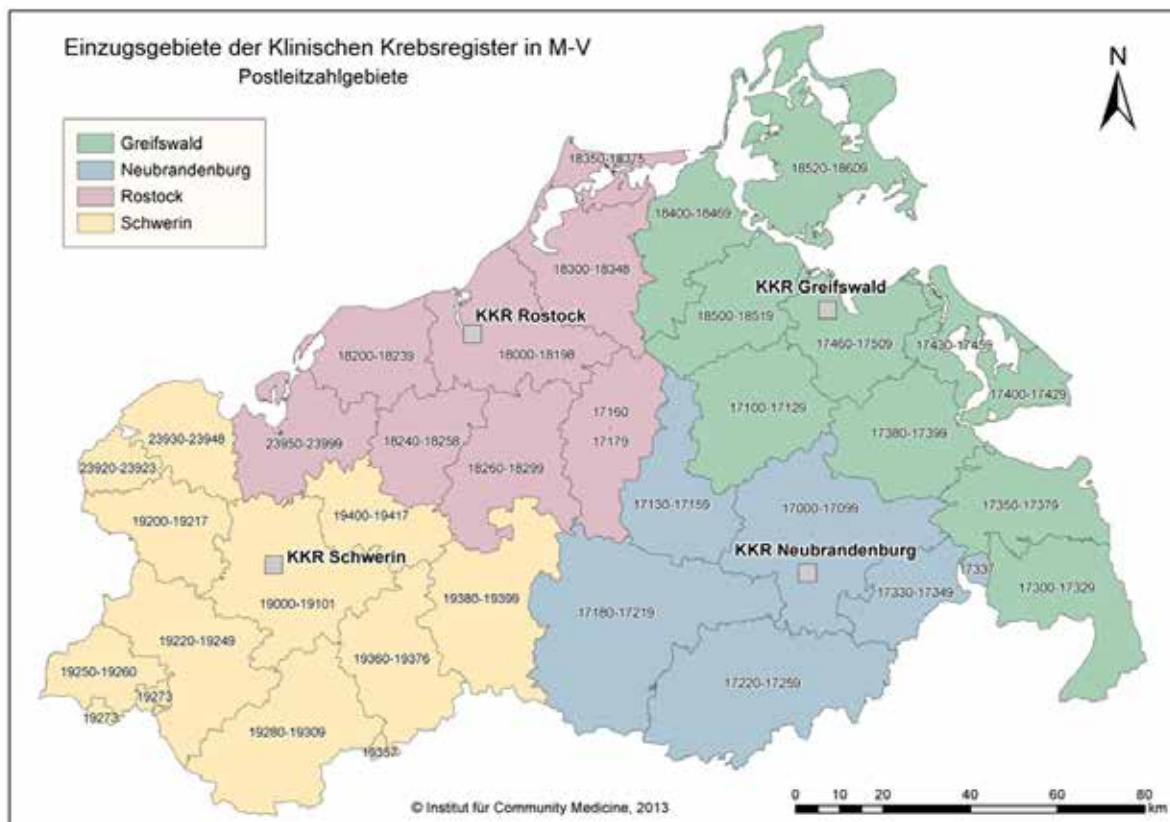 Einzugsgebiete der Klinischen Krebsregister in M-V
Postleitzahlgebiete
N
Greifswald
Neubrandenburg
Rostock
Schwerin
18350-18375
18520-18609
18400-18469
18300-18348
KKR Greifswald
KKR Rostock
18500-18519
17460-17509
17430-17459
18200-18239
18000-18198
17400-17429
17100-17129
17160
17179
17380-17399
23930-23948
23950-23999
18240-18258
23920-23923
18260-18299
17130-17159
17000-17099
17350-17379
19200-19217
19400-19417
KKR Schwerin
KKR Neubrandenburg
17337
17330-17349
17300-17329
19000-19101
19380-19399
17180-17219
19220-19249
19250-19260
19360-19376
17220-17259
19273
19273
19280-19309
19357
© Institut für Community Medicine, 2013
0 5 10 20 30 40 50 60 70 80
km